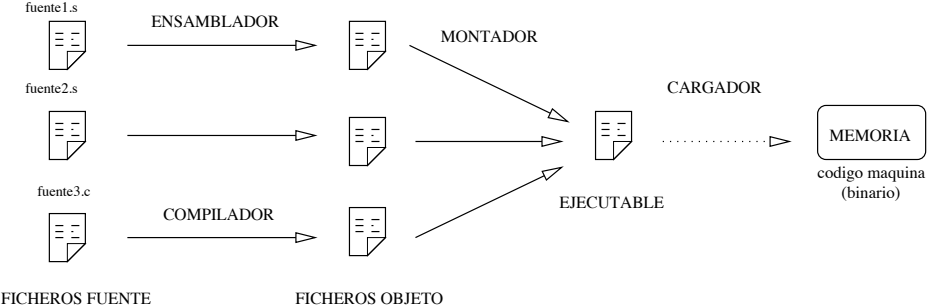 fuente1.s
ENSAMBLADOR
MONTADOR
fuente2.s
CARGADOR
MEMORIA
codigo maquina
(binario)
fuente3.c
COMPILADOR
EJECUTABLE
FICHEROS FUENTE
FICHEROS OBJETO